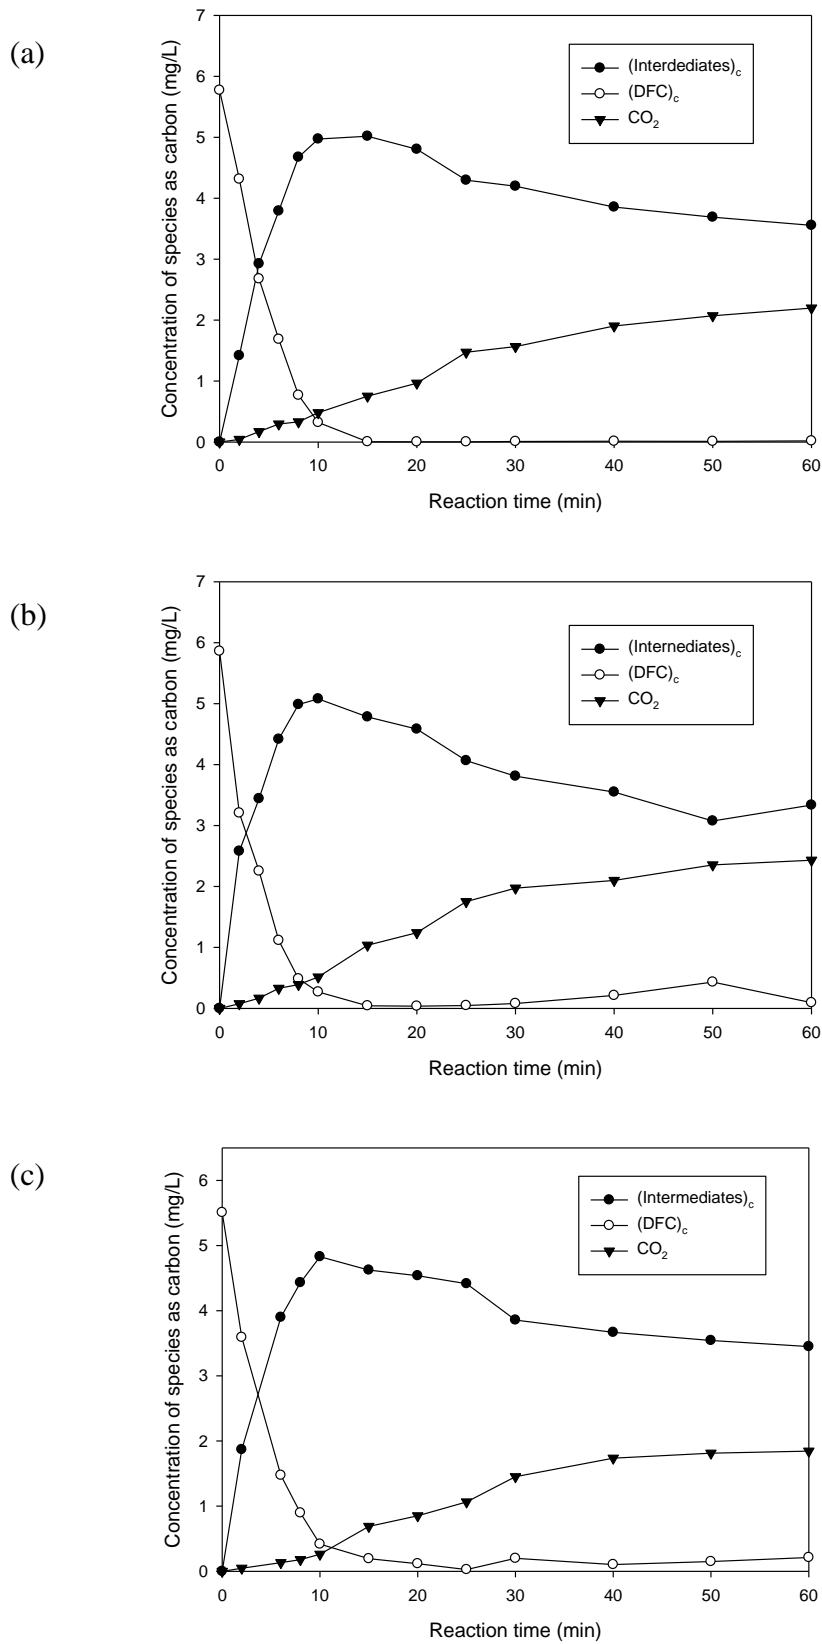 (a)
Concentration of species as carbon (mg/L)
7
6
5
4
3
2
1
0
(Interdediates)c
(DFC)c
CO2
0 10 20 30 40 50 60
Reaction time (min)
(b)
Concentration of species as carbon (mg/L)
7
6
5
4
3
2
1
0
(Internediates)c
(DFC)c
CO2
0 10 20 30 40 50 60
Reaction time (min)
(c)
Concentration of species as carbon (mg/L)
6
5
4
3
2
1
0
(Intermediates)c
(DFC)c
CO2
0 10 20 30 40 50 60
Reaction time (min)